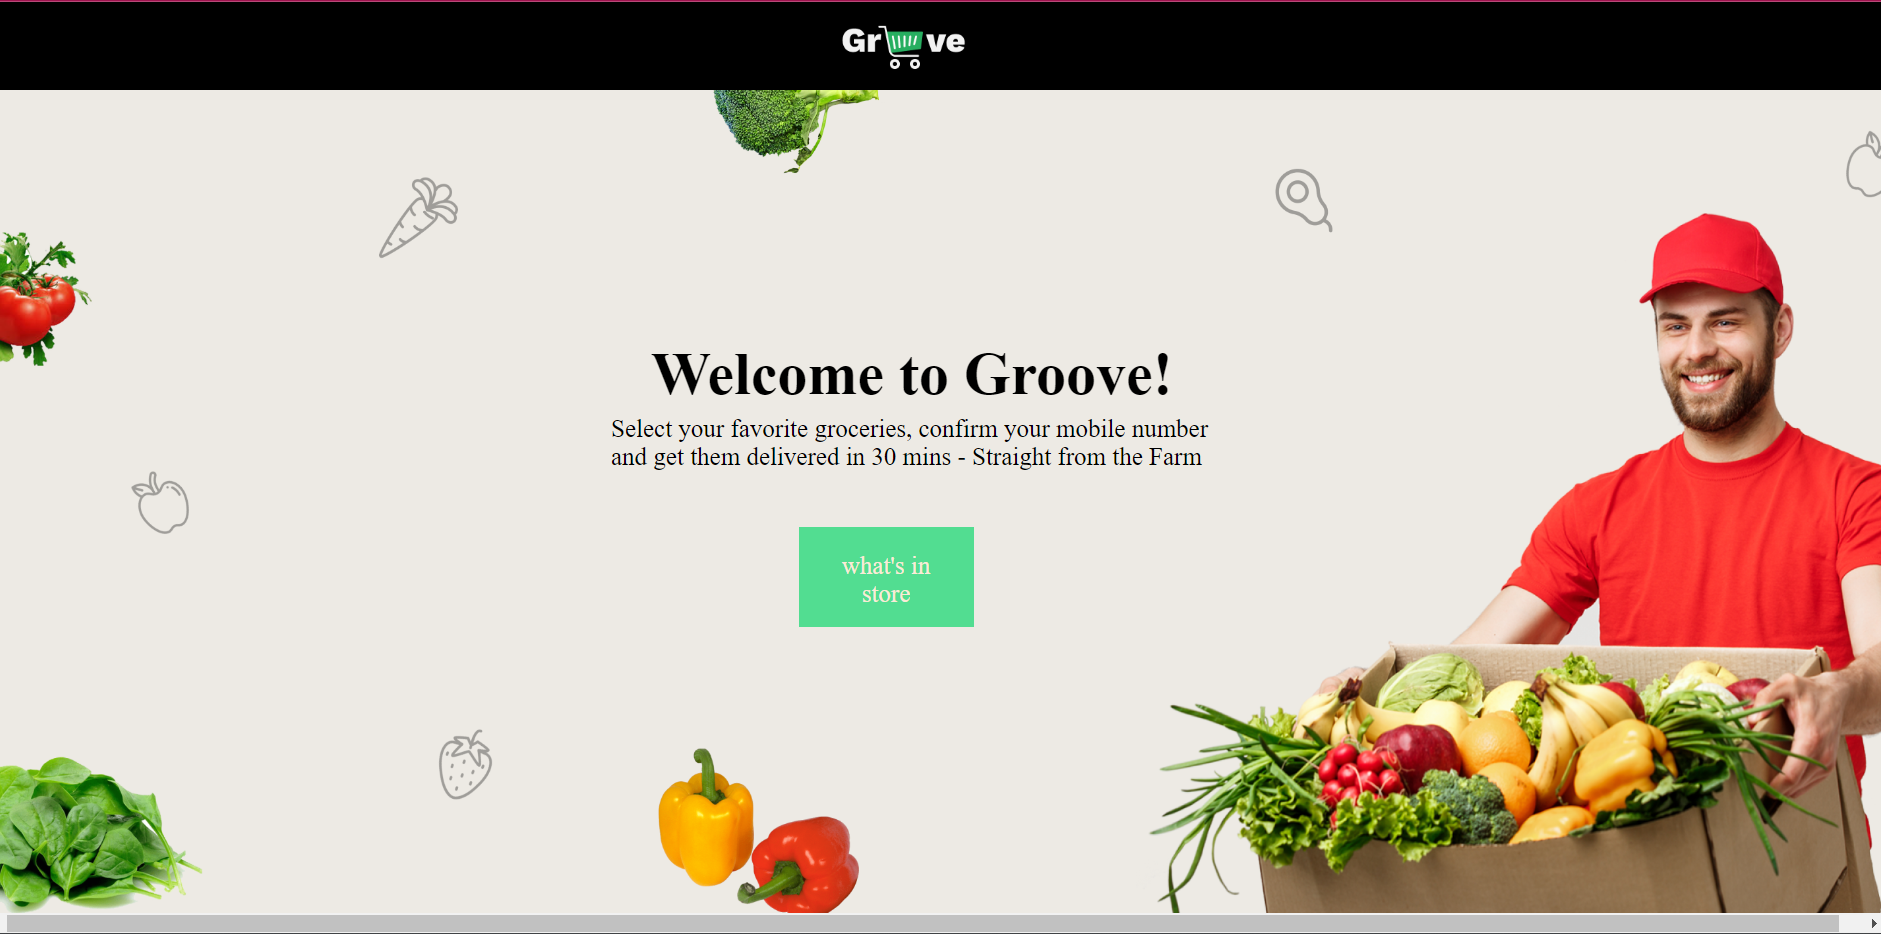 Groove
Welcome to Groove!
Select your favorite groceries, confirm your mobile number
and get them delivered in 30 mins - Straight from the Farm
what's in
store